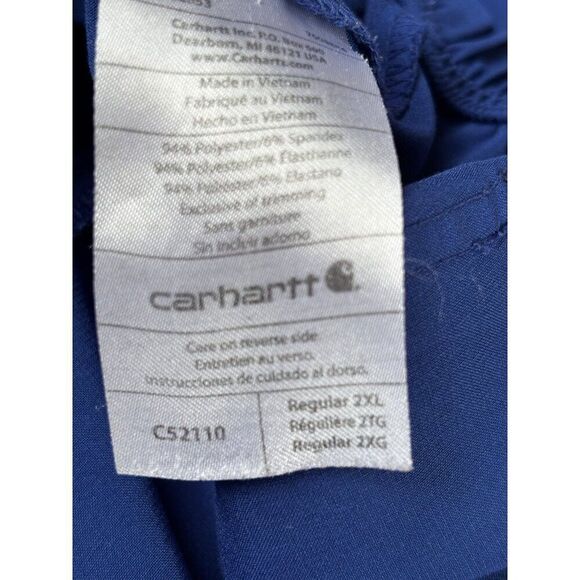 Carhartt Inc. P.O. Box 600
Dearborn, MI 48121 USA
www.Carhartt.com
Made in Vietnam
Fabriqué au Vietnam
Hecho en Vietnam
94% Polyester/6% Spandex
94% Polyester/6% Élasthanne
94% Poliéster/6% Elastano
Exclusive of trimming
Sans garniture
Sin incluir adorno
carhartt
Care on reverse side.
Entretien au verso.
Instrucciones de cuidado al dorso.
C52110
Regular 2XL
Régulière 2TG
Regular 2XG